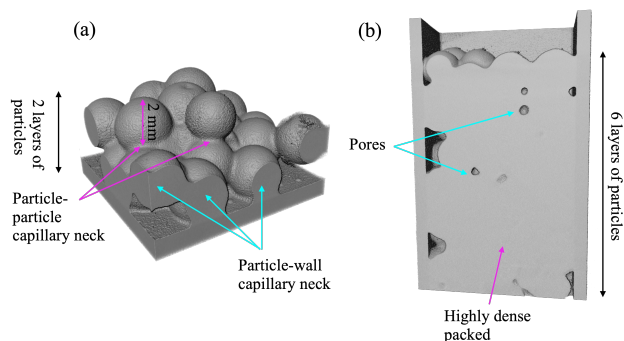 (a)
2 layers of
particles
2 mm
Particle-
particle
capillary neck
Particle-wall
capillary neck
(b)
Pores
6 layers of particles
Highly dense
packed